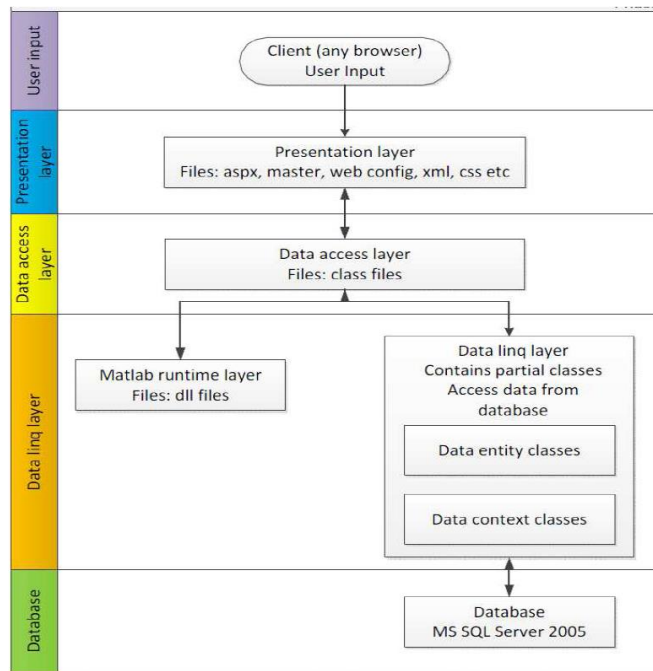 User input
Client (any browser)
User Input
Presentation
layer
Presentation layer
Files: aspx, master, web config, xml, css etc
Data access
layer
Data access layer
Files: class files
Data linq layer
Matlab runtime layer
Files: dll files
Data linq layer
Contains partial classes
Access data from
database
Data entity classes
Data context classes
Database
Database
MS SQL Server 2005